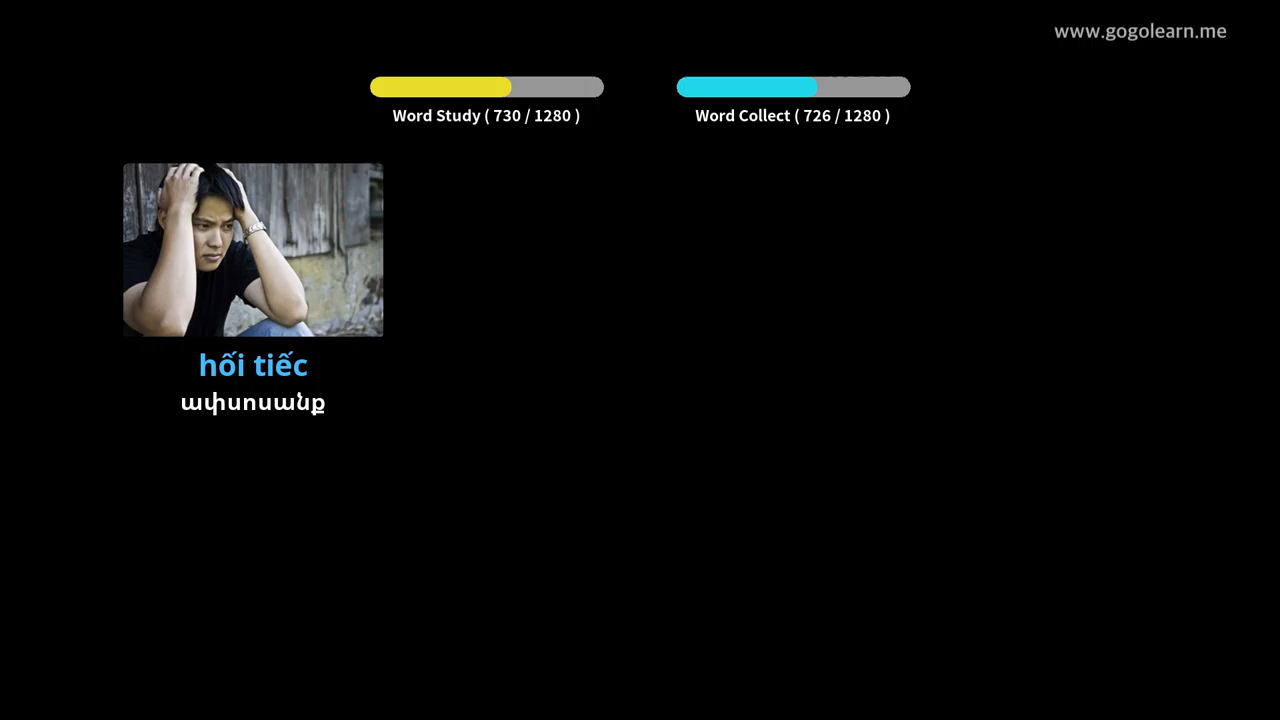 www.gogolearn.me
Word Study ( 730 / 1280 )
Word Collect ( 726 / 1280 )
hối tiếc
ափսոսանք